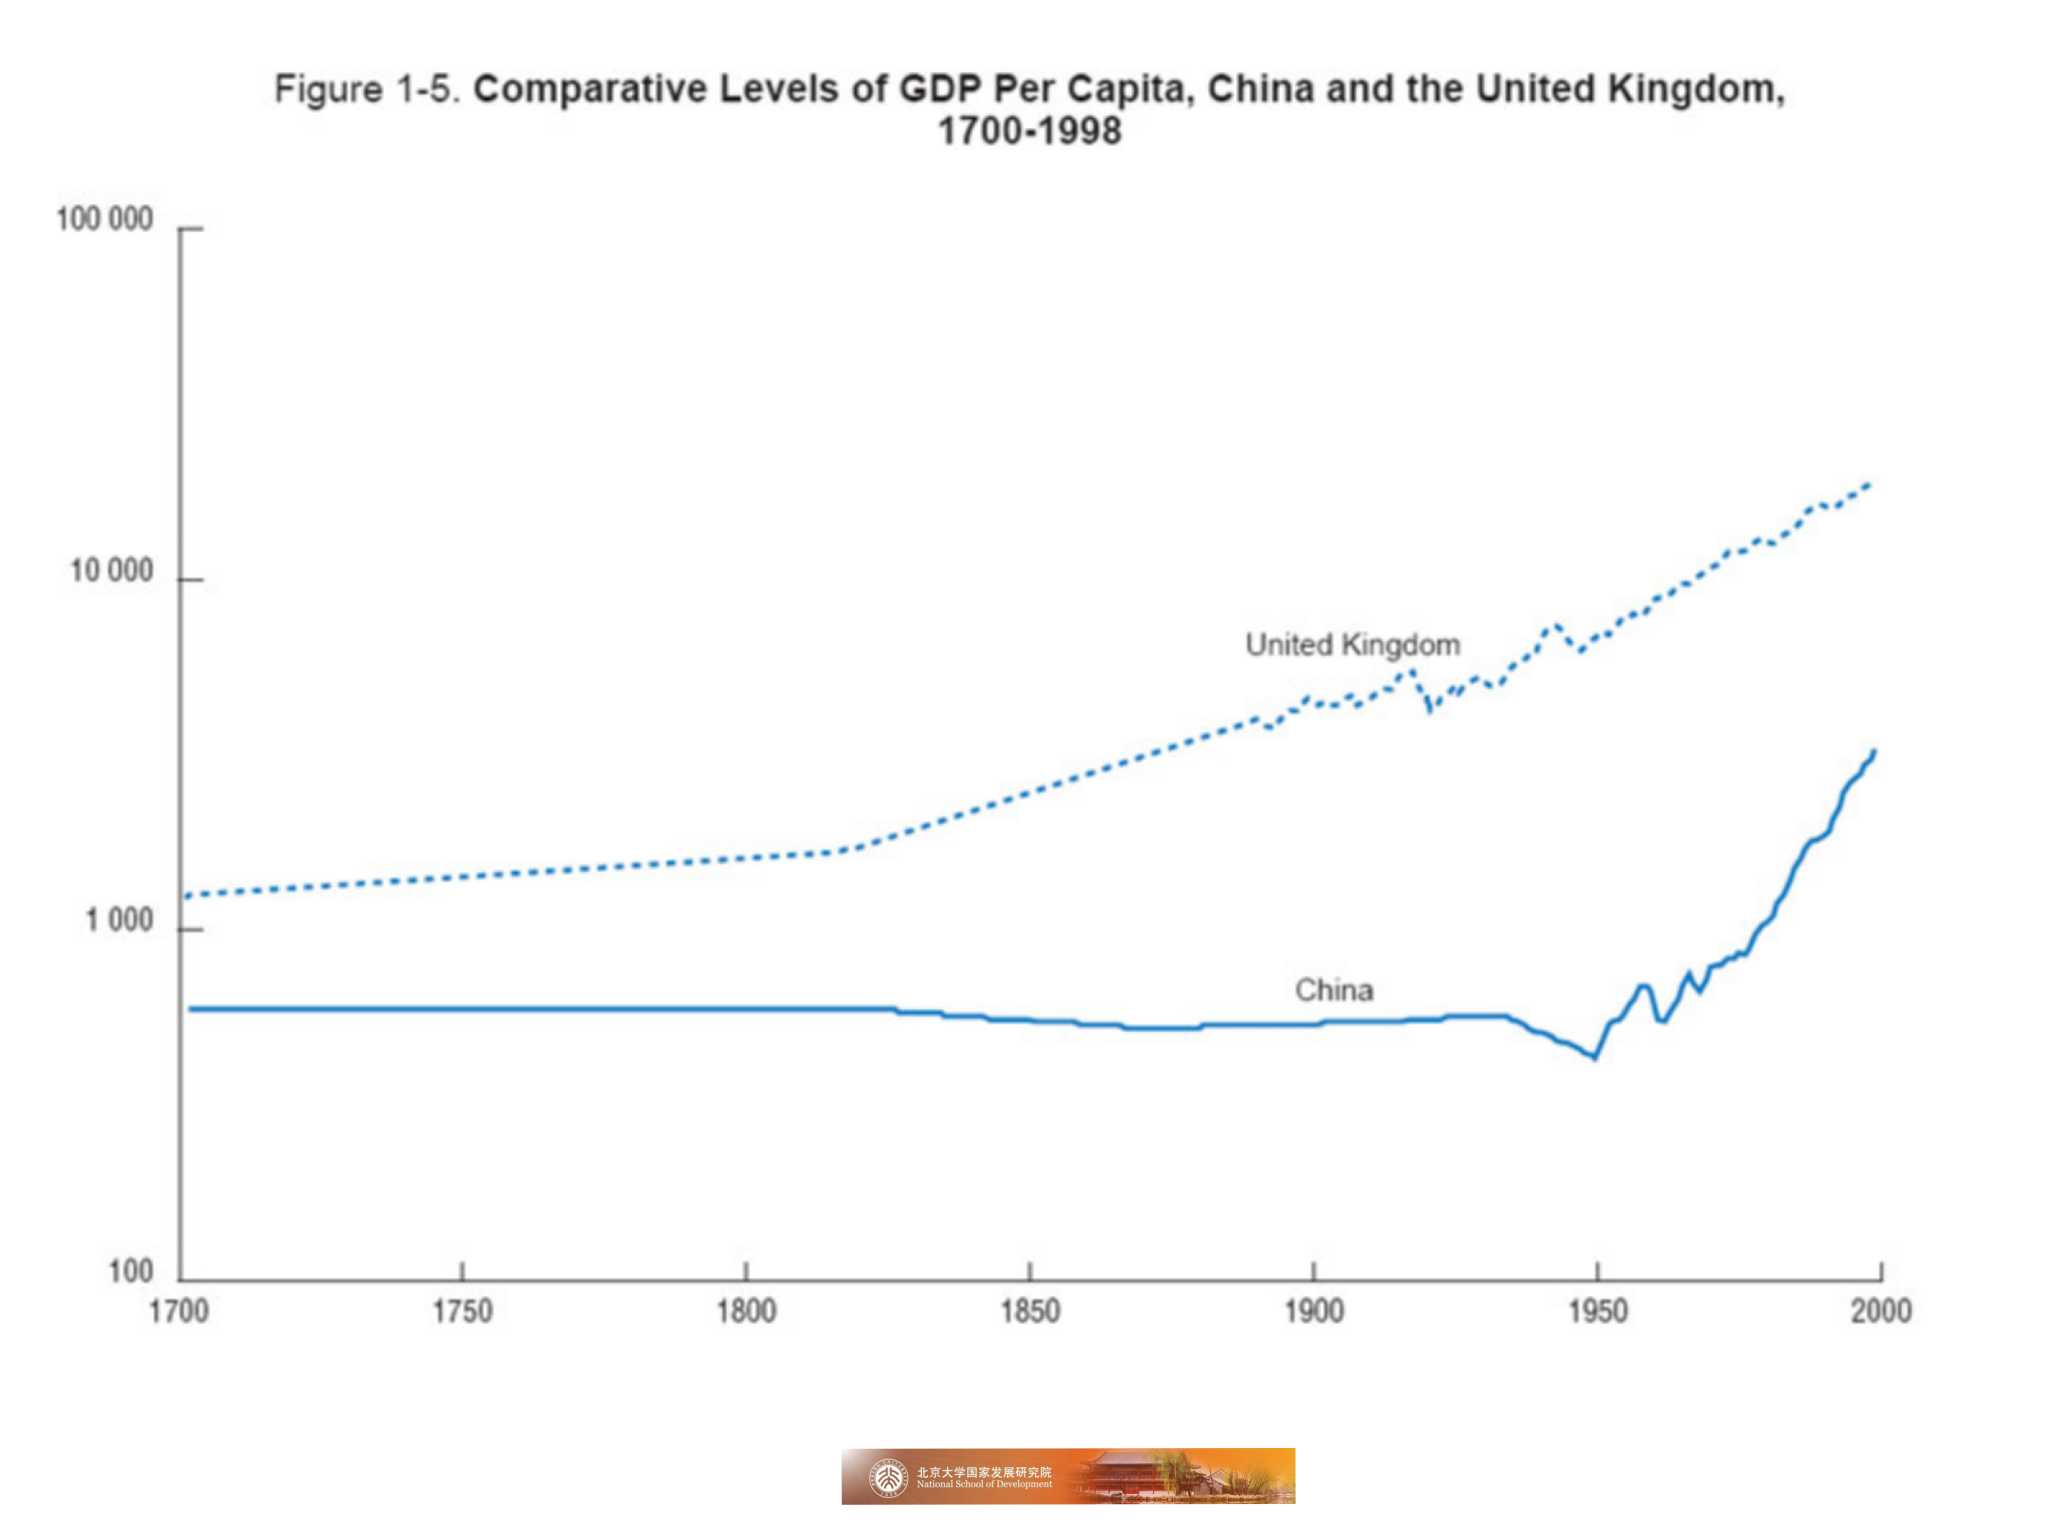 Figure 1-5. Comparative Levels of GDP Per Capita, China and the United Kingdom,
1700-1998
100 000
10 000
United Kingdom
1 000
China
100
1700 1750 1800 1850 1900 1950 2000
北京大学国家发展研究院
National School of Development